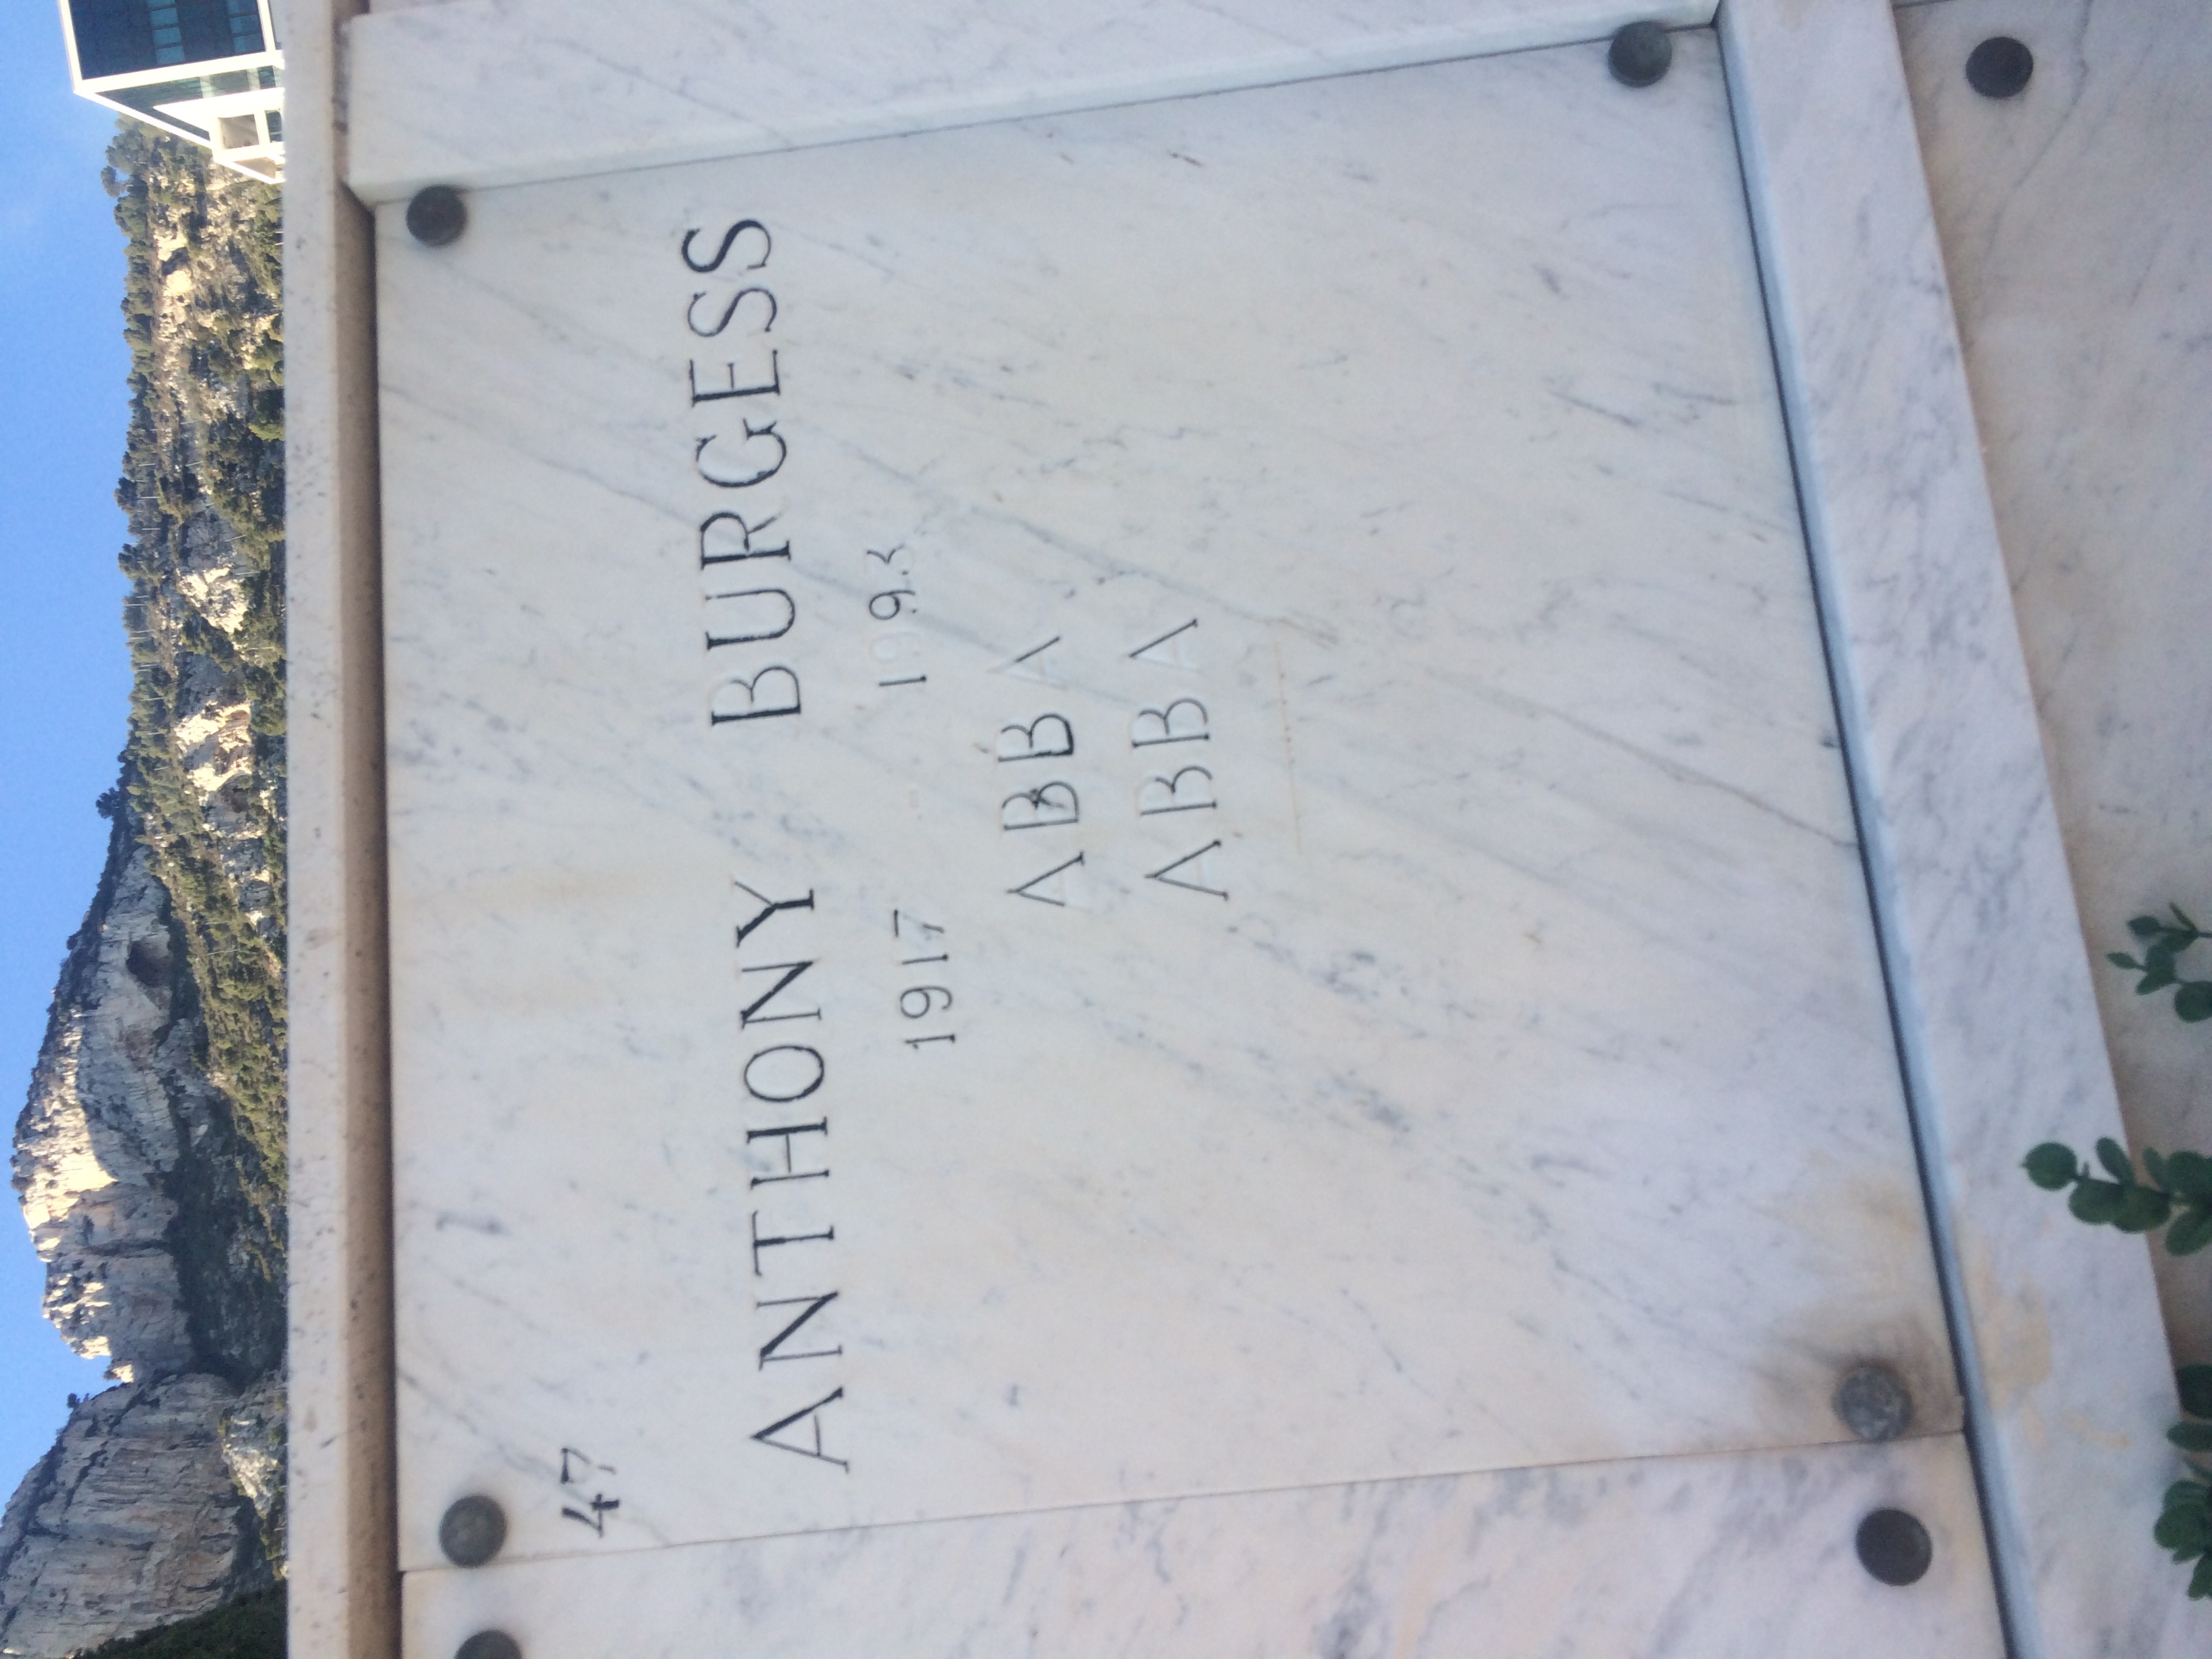 47
ANTHONY BURGESS
1917 - 1993
ABBA
ABBA